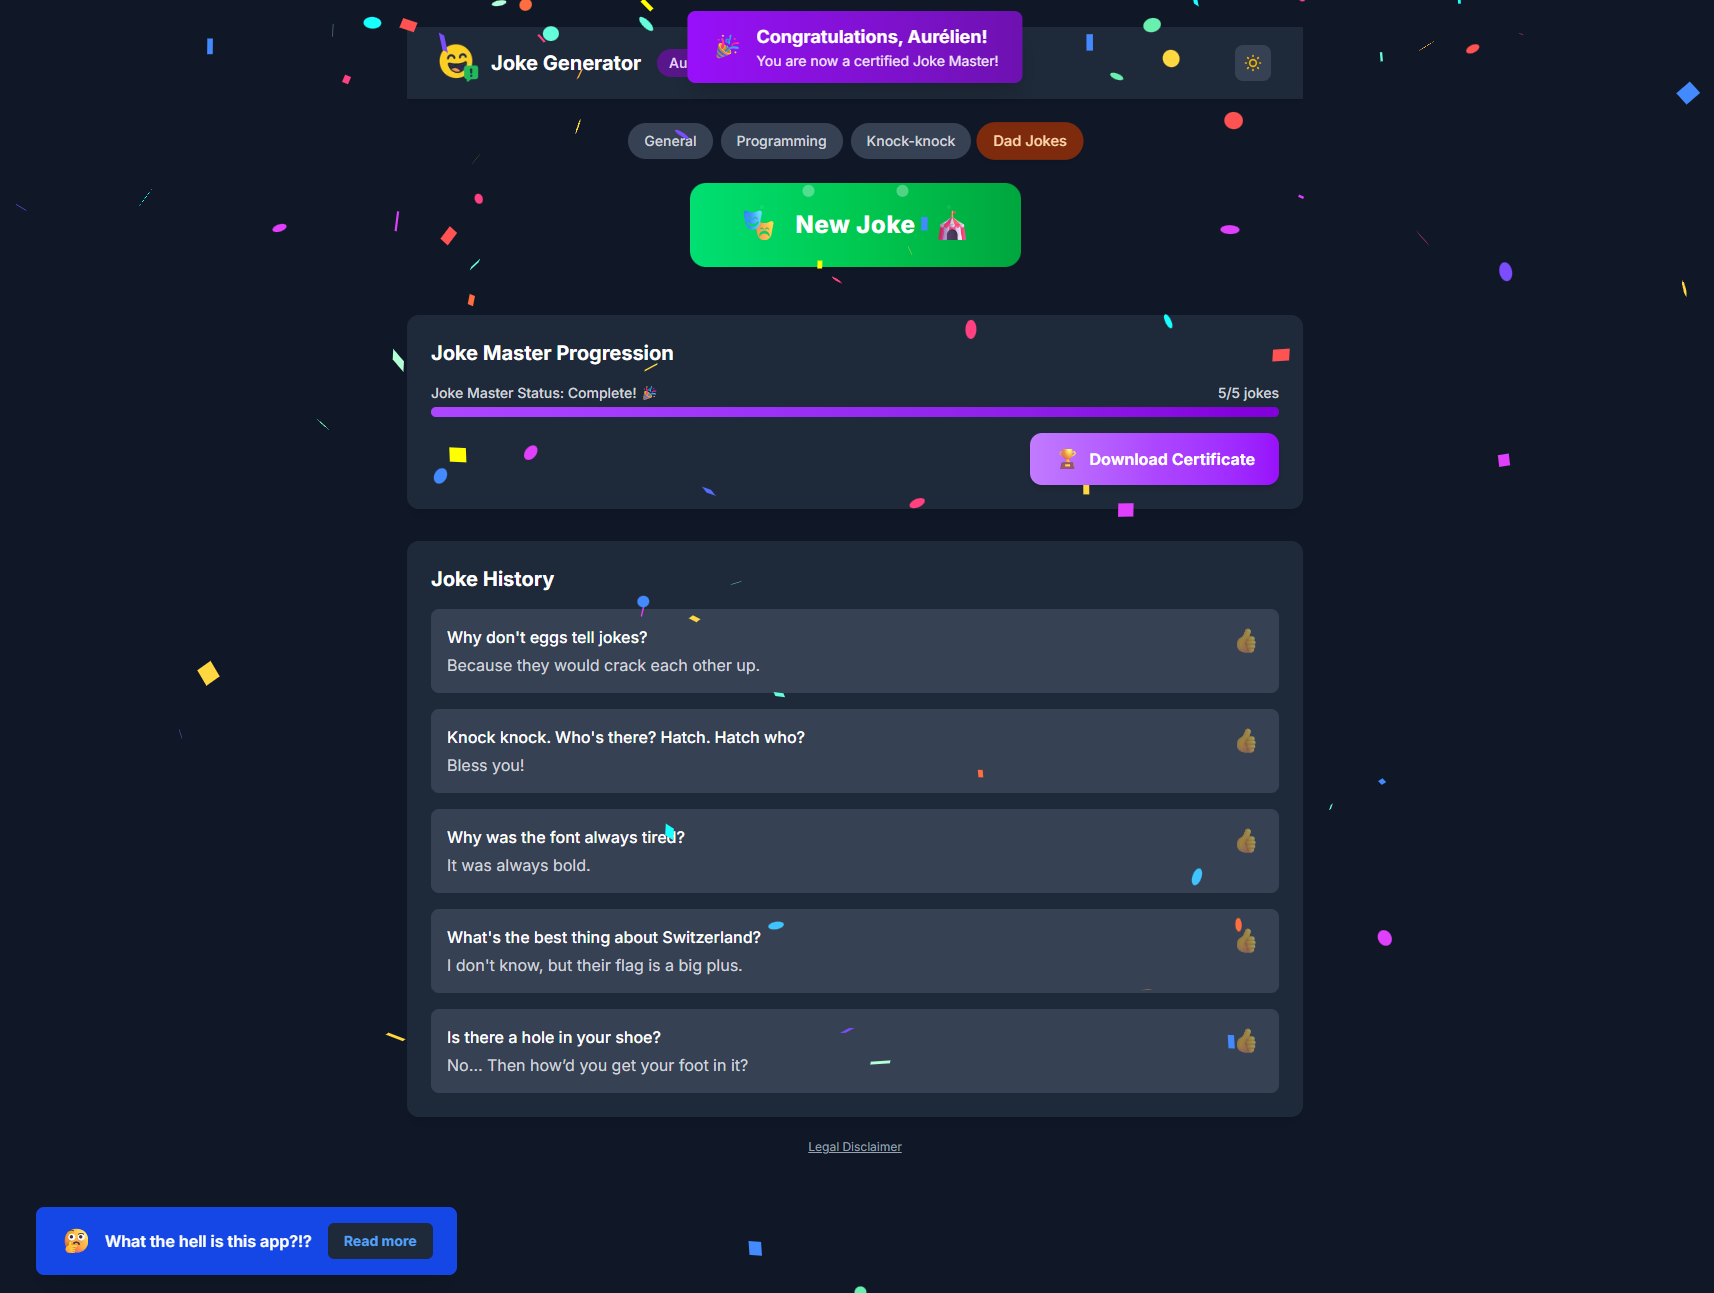 Congratulations, Aurélien!
You are now a certified Joke Master!
Joke Generator
Au
General
Programming
Knock-knock
Dad Jokes
New Joke
Joke Master Progression
Joke Master Status: Complete!
5/5 jokes
Download Certificate
Joke History
Why don't eggs tell jokes?
Because they would crack each other up.
Knock knock. Who's there? Hatch. Hatch who?
Bless you!
Why was the font always tired?
It was always bold.
What's the best thing about Switzerland?
I don't know, but their flag is a big plus.
Is there a hole in your shoe?
No... Then how’d you get your foot in it?
Legal Disclaimer
What the hell is this app?!?
Read more